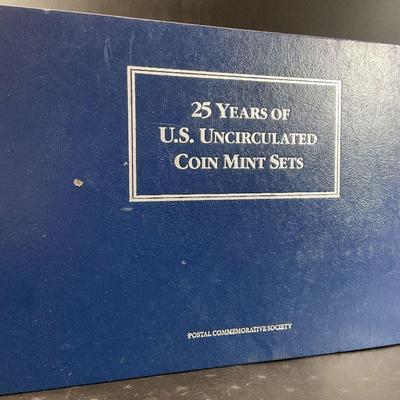 25 YEARS OF
U.S. UNCIRCULATED
COIN MINT SETS
POSTAL COMMEMORATIVE SOCIETY